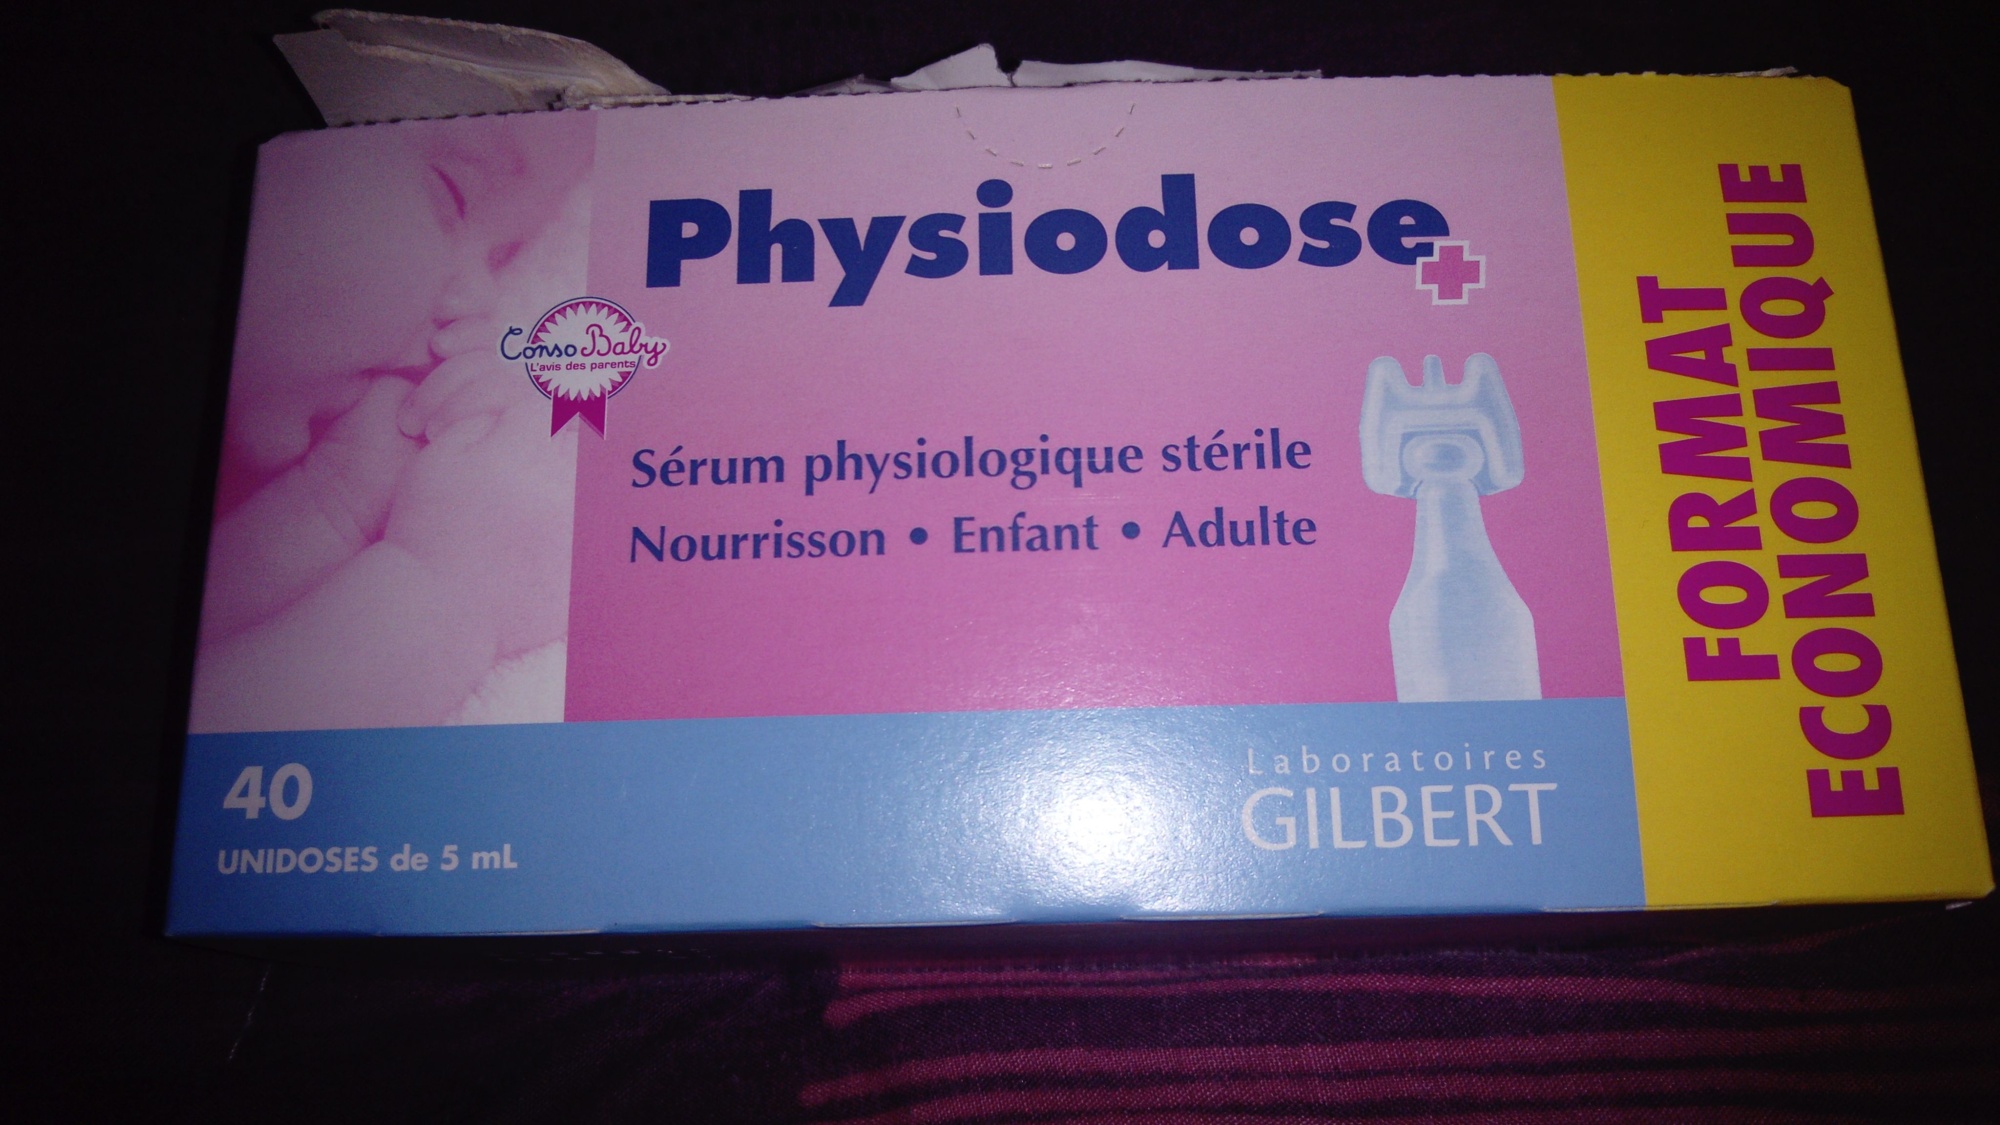 Physiodose
Conso Baby
L'avis des parents
Sérum physiologique stérile
Nourrisson • Enfant • Adulte
40
UNIDOSES de 5 mL
Laboratoires
GILBERT
FORMAT
ECONOMIQUE